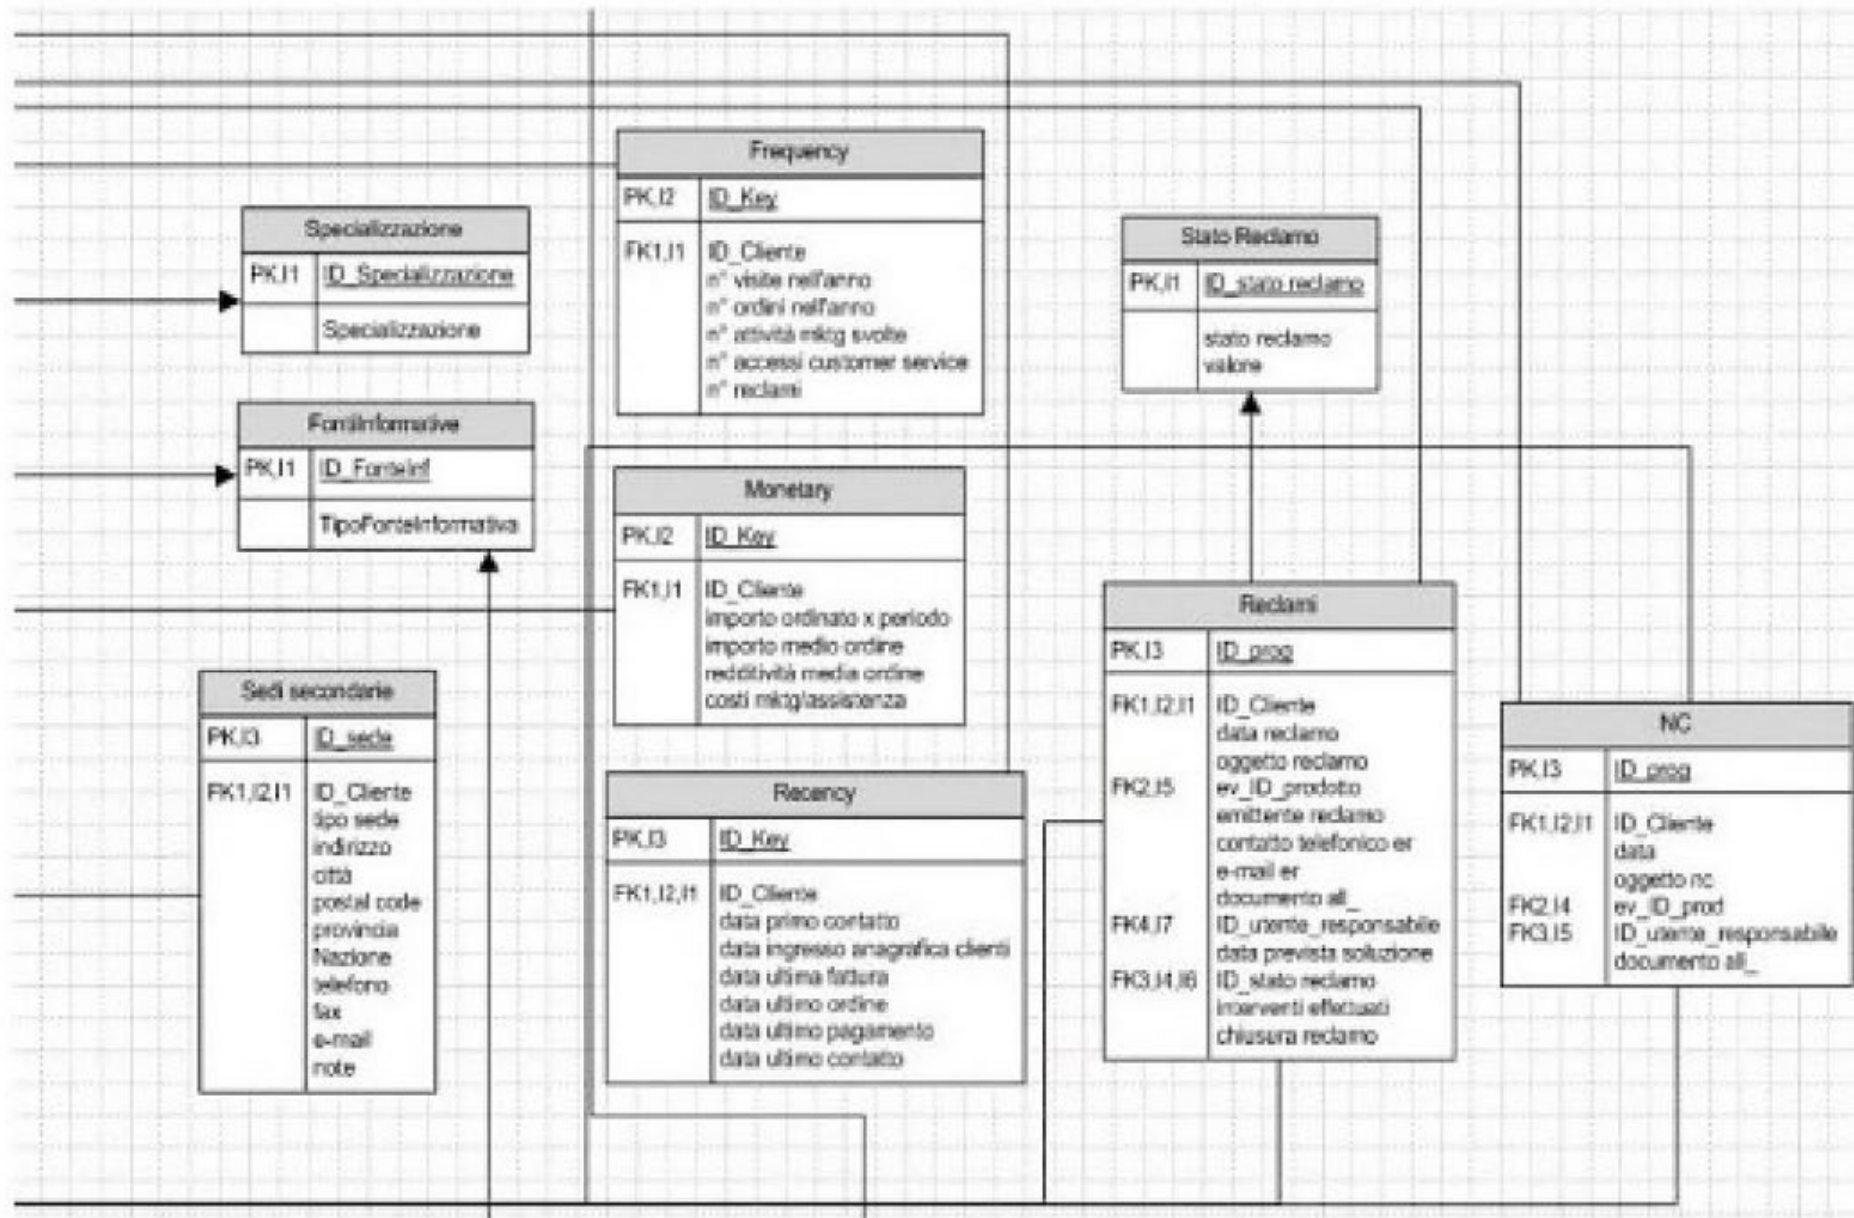 Specializzazione
PK,I1 ID_Specializzazione
Specializzazione
FontiInformative
PK,I1 ID_FonteInf
TipoFonteInformativa
Sedi secondarie
PK,I3 ID_sede
FK1,I2,I1 ID_Cliente
tipo sede
indirizzo
città
postal code
provincia
Nazione
telefono
fax
e-mail
note
Frequency
PK,I2 ID_Key
FK1,I1 ID_Cliente
n° visite nell'anno
n° ordini nell'anno
n° attività mktg svolte
n° accessi customer service
n° reclami
Monetary
PK,I2 ID_Key
FK1,I1 ID_Cliente
importo ordinato x periodo
importo medio ordine
redditività media ordine
costi mktg/assistenza
Recency
PK,I3 ID_Key
FK1,I2,I1 ID_Cliente
data primo contatto
data ingresso anagrafica clienti
data ultima fattura
data ultimo ordine
data ultimo pagamento
data ultimo contatto
Stato Reclamo
PK,I1 ID_stato reclamo
stato reclamo
valore
Reclami
PK,I3 ID_prog
FK1,I2,I1 ID_Cliente
data reclamo
oggetto reclamo
FK2,I5 ev_ID_prodotto
emittente reclamo
contatto telefonico er
e-mail er
documento all_
FK4,I7 ID_utente_responsabile
data prevista soluzione
FK3,I4,I6 ID_stato reclamo
interventi effettuati
chiusura reclamo
NC
PK,I3 ID_prog
FK1,I2,I1 ID_Cliente
data
oggetto nc
FK2,I4 ev_ID_prod
FK3,I5 ID_utente_responsabile
documento all_